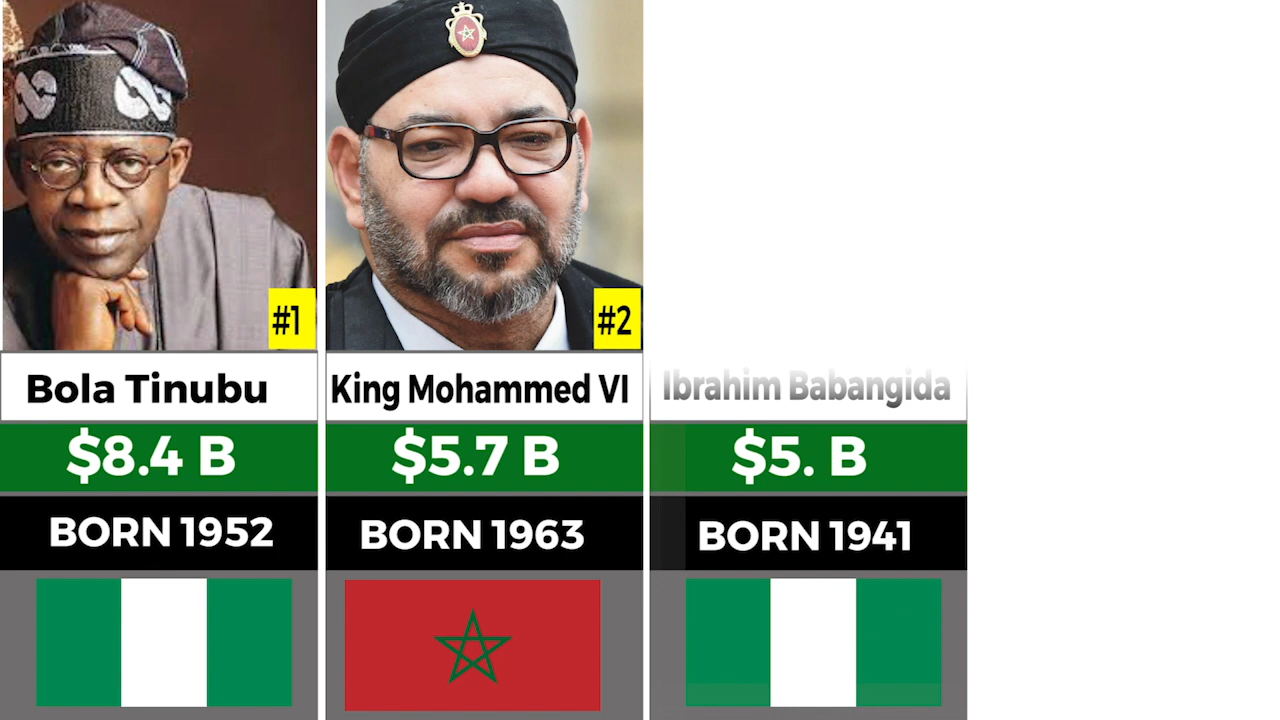 #1
Bola Tinubu
$8.4 B
BORN 1952
#2
King Mohammed VI
$5.7 B
BORN 1963
Ibrahim Babangida
$5. B
BORN 1941